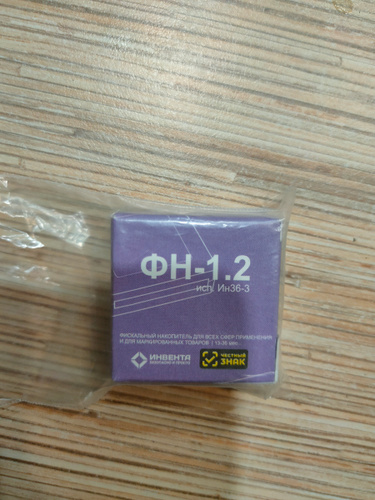 ФН-1.2
исп. Ин36-3
ФИСКАЛЬНЫЙ НАКОПИТЕЛЬ ДЛЯ ВСЕХ СФЕР ПРИМЕНЕНИЯ
И ДЛЯ МАРКИРОВАННЫХ ТОВАРОВ
ИНВЕНТА
ЧЕСТНЫЙ
ЗНАК